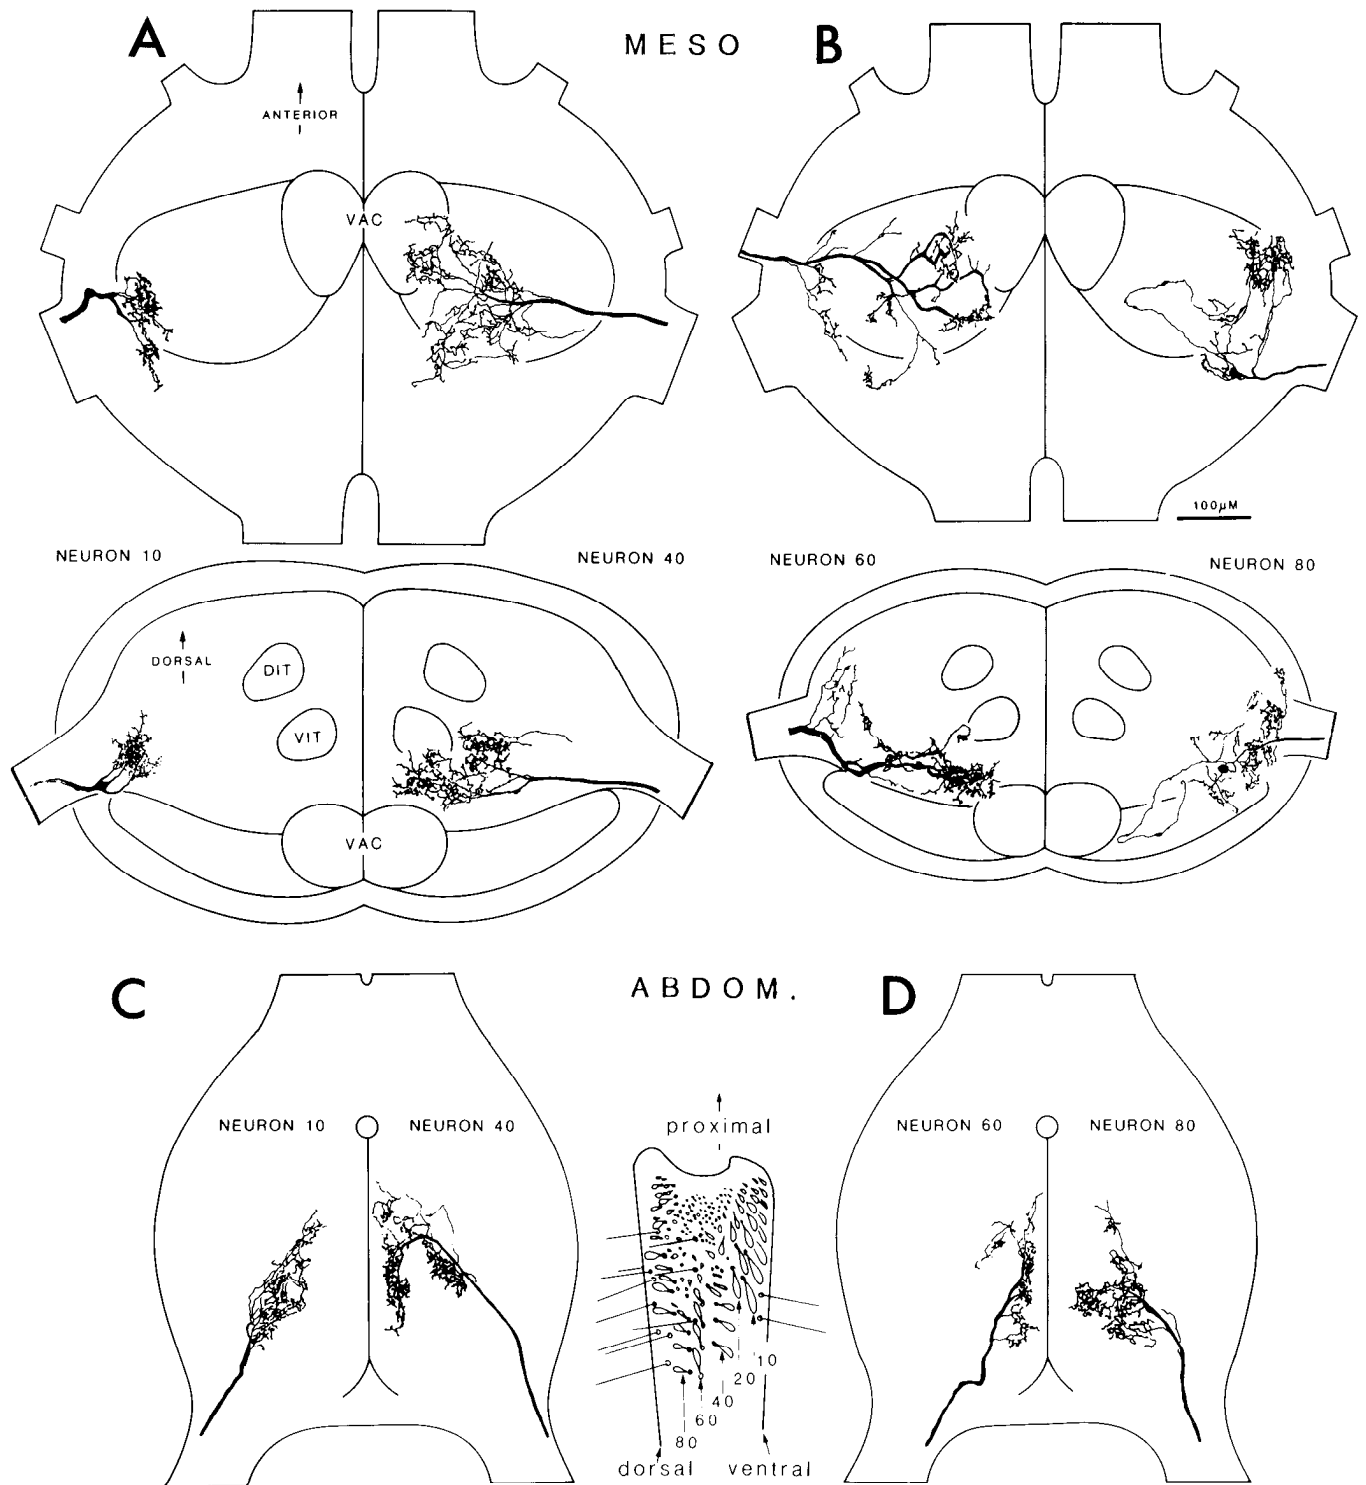 A
MESO
B
ANTERIOR
VAC
100μM
NEURON 10
NEURON 40
NEURON 60
NEURON 80
DORSAL
DIT
VIT
VAC
C
ABDOM.
D
NEURON 10
NEURON 40
proximal
NEURON 60
NEURON 80
10
20
40
60
80
dorsal
ventral